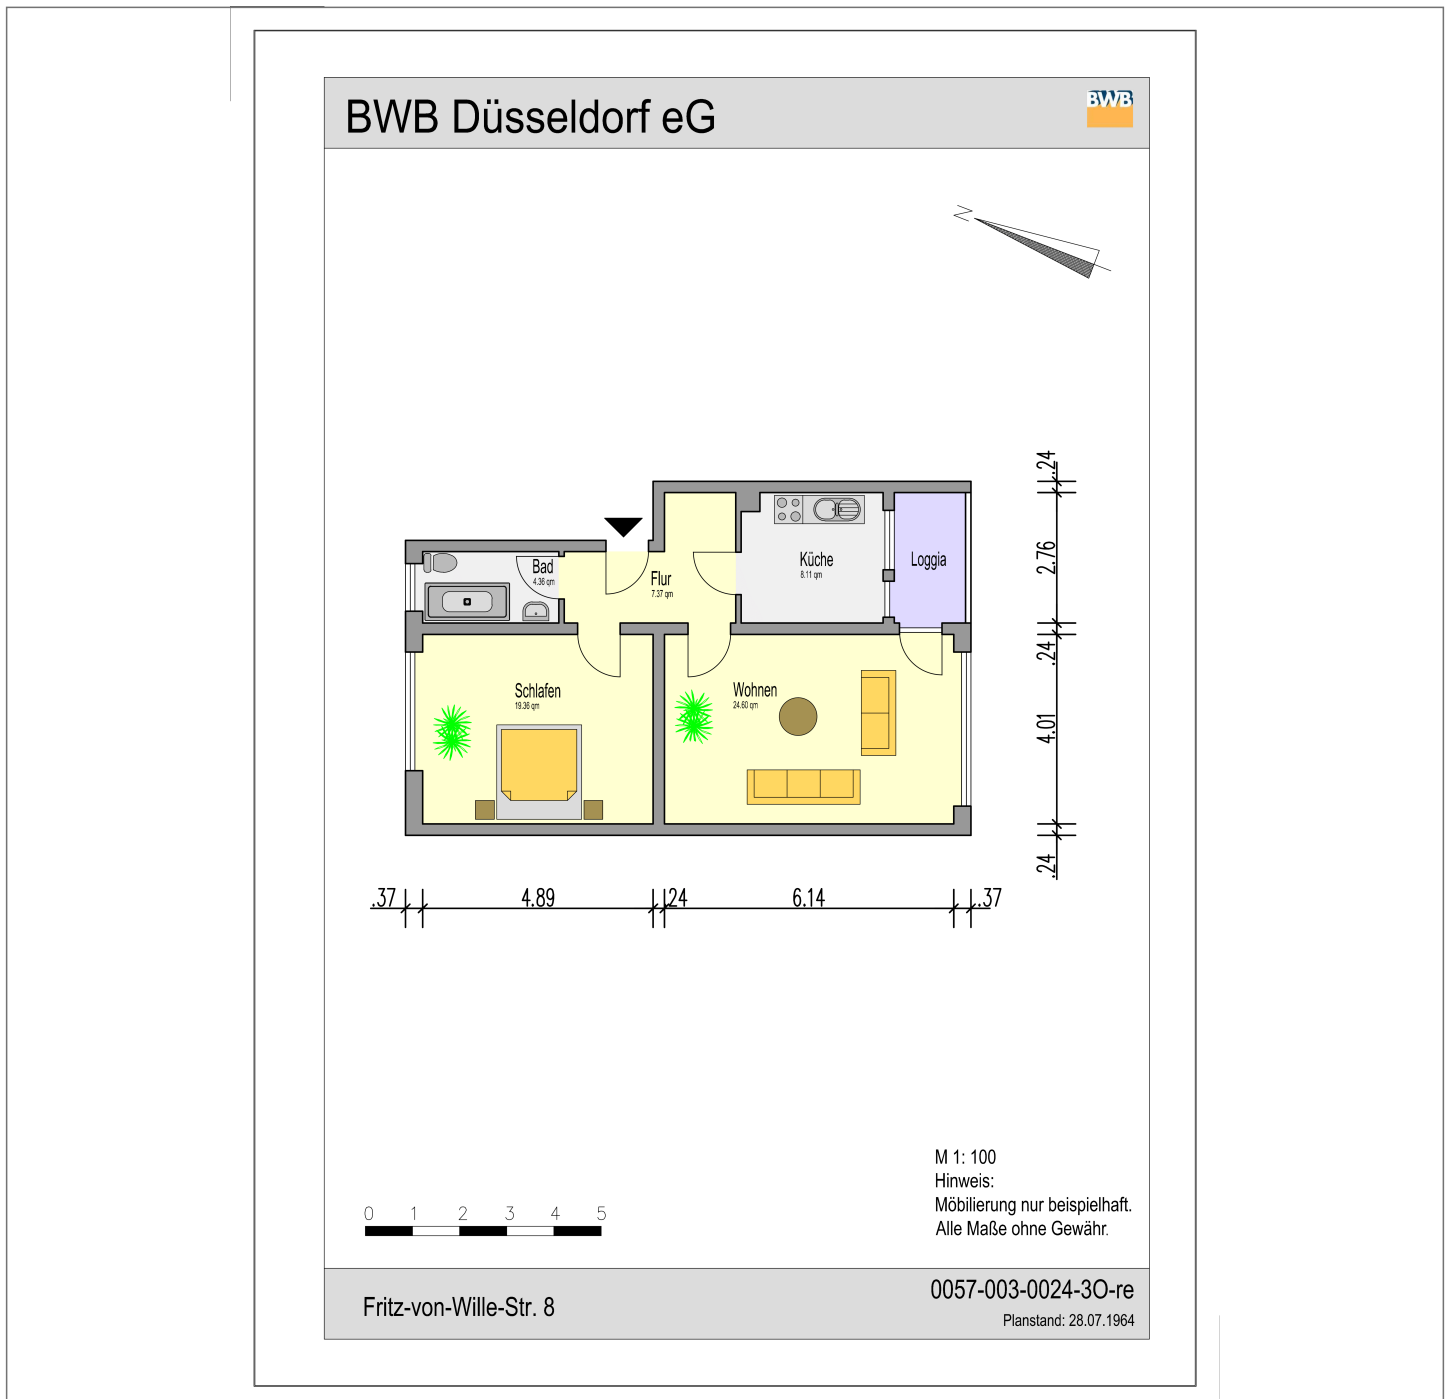 BWB Düsseldorf eG
BWB
N
.24
2.76
.24
4.01
.24
Bad
4.36 qm
Flur
7.37 qm
Küche
8.11 qm
Loggia
Schlafen
19.36 qm
Wohnen
24.60 qm
.37 4.89 .24 6.14 .37
M 1: 100
Hinweis:
Möbilierung nur beispielhaft.
Alle Maße ohne Gewähr.
0 1 2 3 4 5
Fritz-von-Wille-Str. 8
0057-003-0024-3O-re
Planstand: 28.07.1964